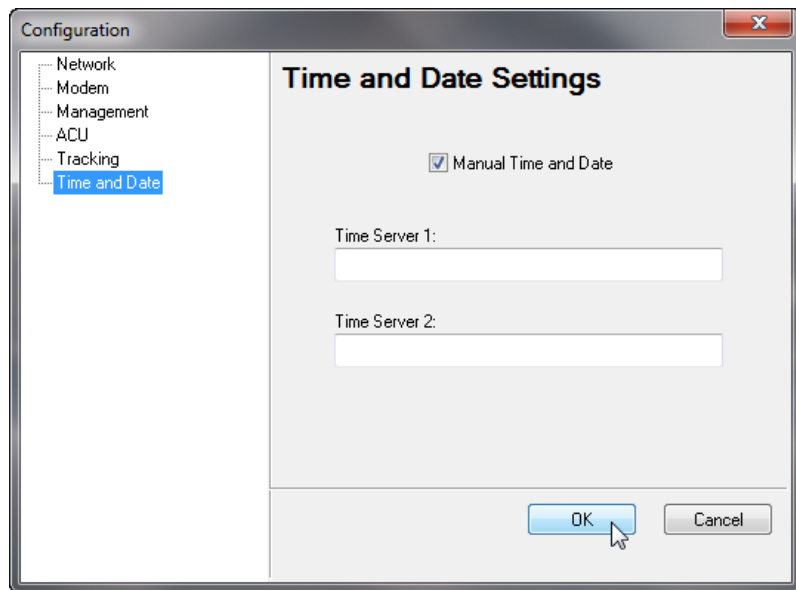 Configuration
Network
Modem
Management
ACU
Tracking
Time and Date
Time and Date Settings
Manual Time and Date
Time Server 1:
Time Server 2:
OK
Cancel